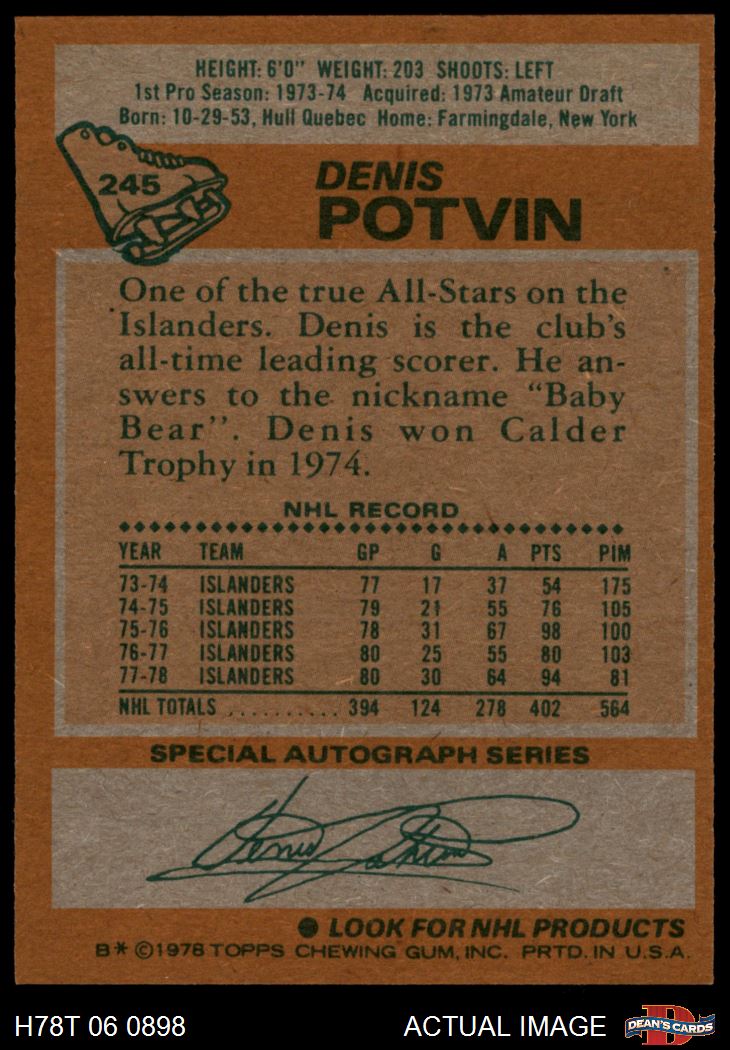 HEIGHT: 6'0" WEIGHT: 203 SHOOTS: LEFT
1st Pro Season: 1973-74 Acquired: 1973 Amateur Draft
Born: 10-29-53, Hull Quebec Home: Farmingdale, New York
245
DENIS
POTVIN
One of the true All-Stars on the
Islanders. Denis is the club's
all-time leading scorer. He an-
swers to the nickname "Baby
Bear". Denis won Calder
Trophy in 1974.
NHL RECORD
YEAR TEAM GP G A PTS PIM
73-74 ISLANDERS 77 17 37 54 175
74-75 ISLANDERS 79 21 55 76 105
75-76 ISLANDERS 78 31 67 98 100
76-77 ISLANDERS 80 25 55 80 103
77-78 ISLANDERS 80 30 64 94 81
NHL TOTALS .......... 394 124 278 402 564
SPECIAL AUTOGRAPH SERIES
Denis Potvin
● LOOK FOR NHL PRODUCTS
B* ©1978 TOPPS CHEWING GUM, INC. PRTD. IN U.S.A.
H78T 06 0898 ACTUAL IMAGE D DEAN'S CARDS